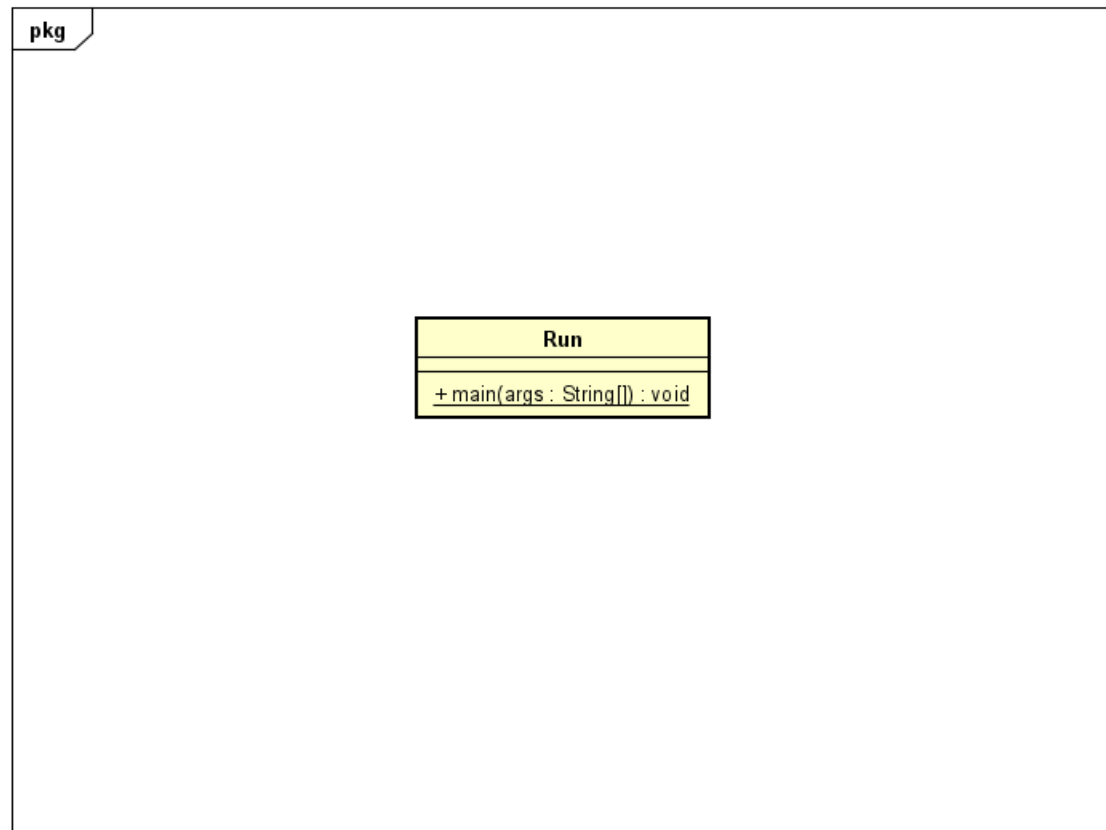 pkg
Run
+ main(args : String[]) : void